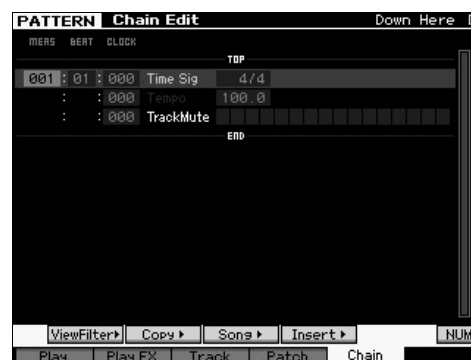 PATTERN Chain Edit Down Here
MEAS BEAT CLOCK
TOP
001 : 01 : 000 Time Sig 4/4
: : 000 Tempo 100.0
: : 000 TrackMute
END
ViewFilter Copy Song Insert NUM
Play Play FX Track Patch Chain